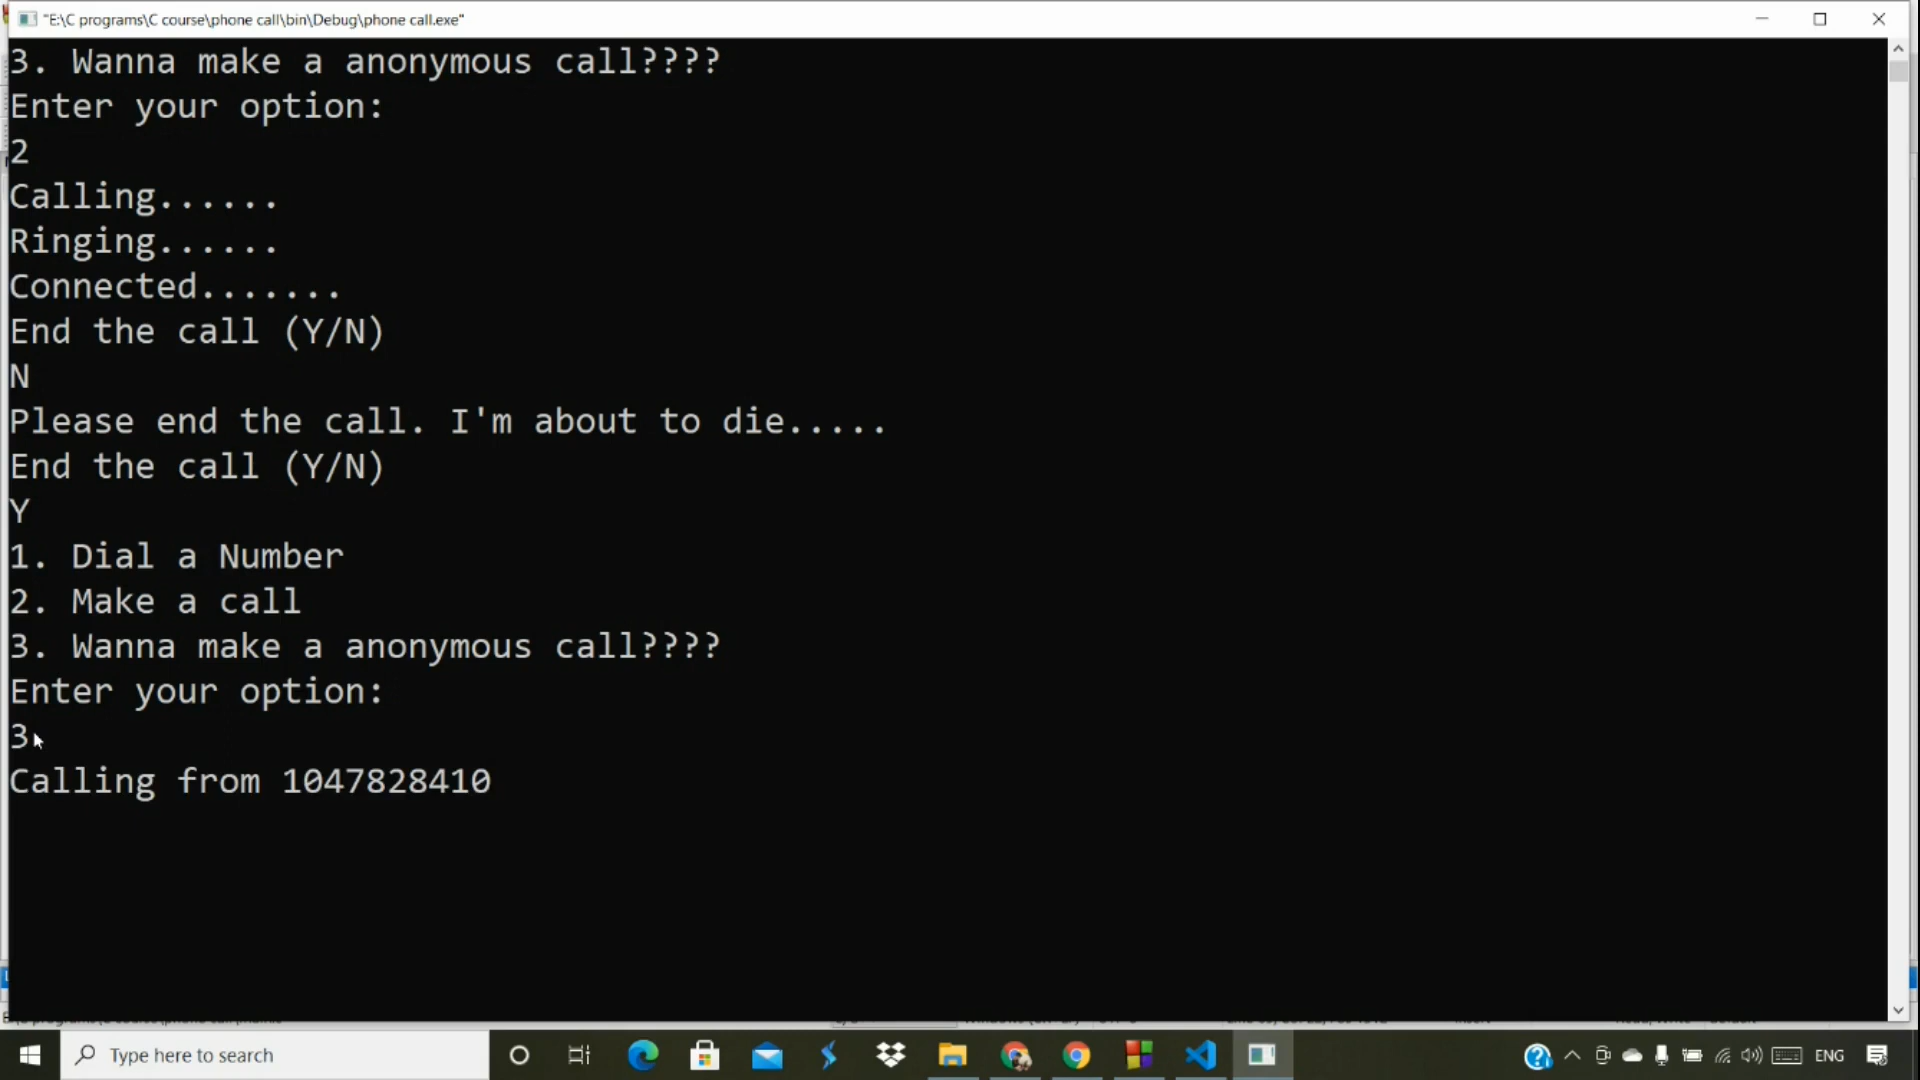 "E:\C programs\C course\phone call\bin\Debug\phone call.exe"
3. Wanna make a anonymous call????
Enter your option:
2
Calling......
Ringing......
Connected.......
End the call (Y/N)
N
Please end the call. I'm about to die.....
End the call (Y/N)
Y
1. Dial a Number
2. Make a call
3. Wanna make a anonymous call????
Enter your option:
3
Calling from 1047828410
Type here to search
ENG